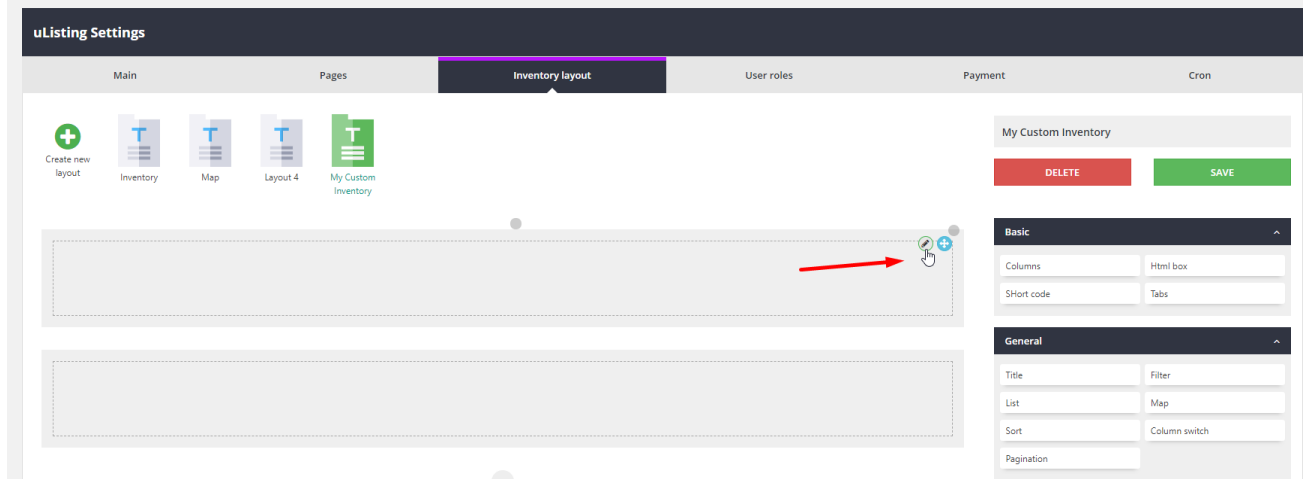 uListing Settings
Main Pages Inventory layout User roles Payment Cron
Create new
layout
Inventory
Map
Layout 4
My Custom
Inventory
My Custom Inventory
DELETE SAVE
Basic
Columns Html box
SHort code Tabs
General
Title Filter
List Map
Sort Column switch
Pagination